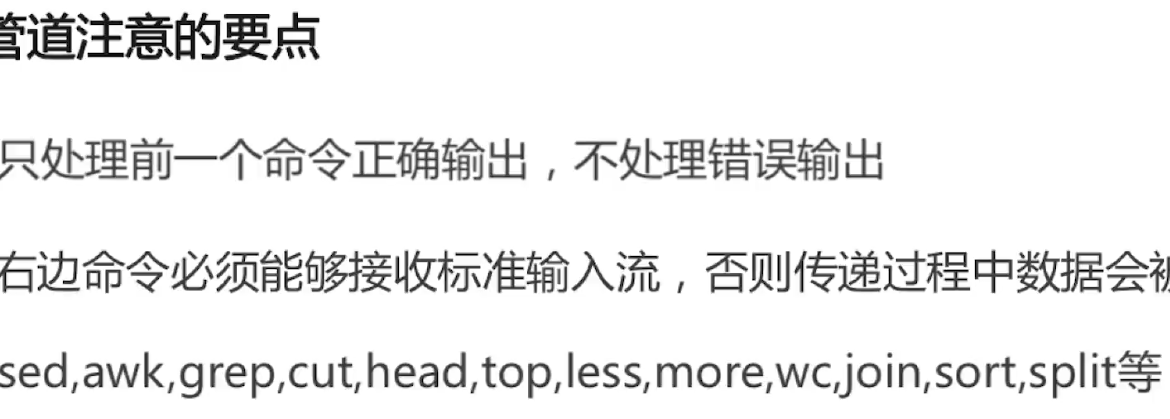 管道注意的要点
只处理前一个命令正确输出，不处理错误输出
右边命令必须能够接收标准输入流，否则传递过程中数据会被
sed,awk,grep,cut,head,top,less,more,wc,join,sort,split等